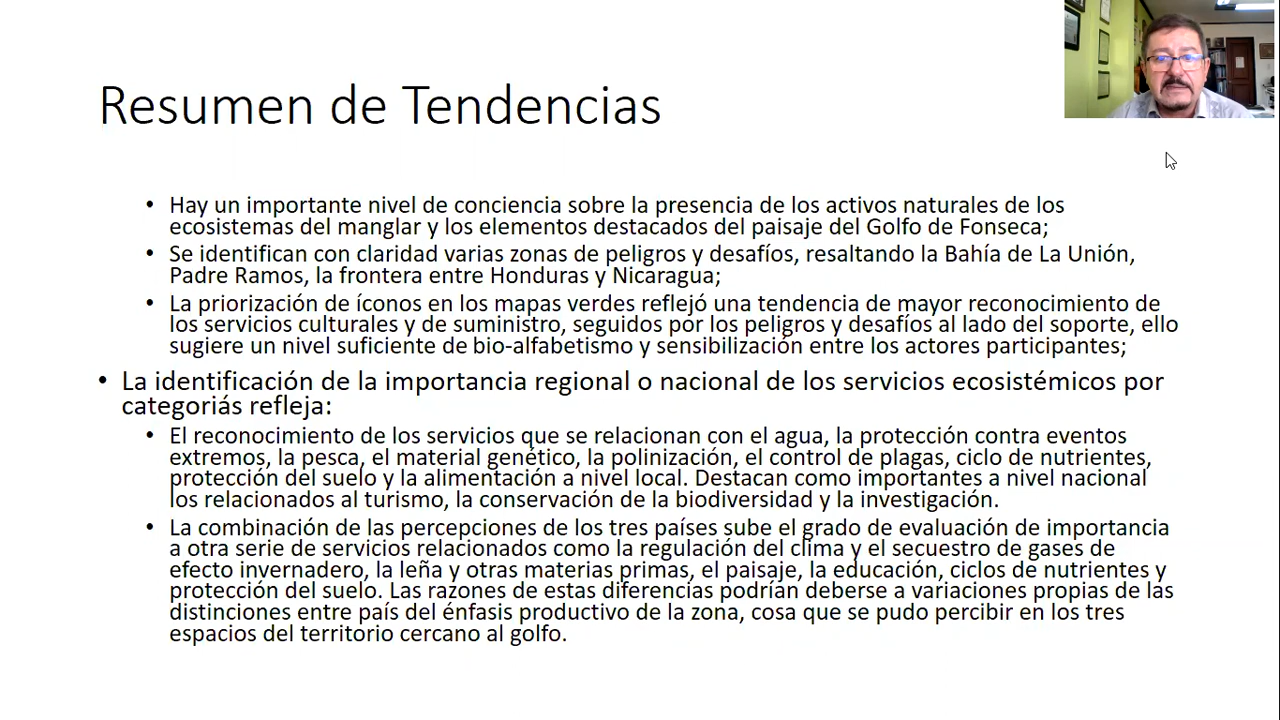 Resumen de Tendencias
• Hay un importante nivel de conciencia sobre la presencia de los activos naturales de los
ecosistemas del manglar y los elementos destacados del paisaje del Golfo de Fonseca;
• Se identifican con claridad varias zonas de peligros y desafíos, resaltando la Bahía de La Unión,
Padre Ramos, la frontera entre Honduras y Nicaragua;
• La priorización de íconos en los mapas verdes reflejó una tendencia de mayor reconocimiento de
los servicios culturales y de suministro, seguidos por los peligros y desafíos al lado del soporte, ello
sugiere un nivel suficiente de bio-alfabetismo y sensibilización entre los actores participantes;
• La identificación de la importancia regional o nacional de los servicios ecosistémicos por
categoriás refleja:
• El reconocimiento de los servicios que se relacionan con el agua, la protección contra eventos
extremos, la pesca, el material genético, la polinización, el control de plagas, ciclo de nutrientes,
protección del suelo y la alimentación a nivel local. Destacan como importantes a nivel nacional
los relacionados al turismo, la conservación de la biodiversidad y la investigación.
• La combinación de las percepciones de los tres países sube el grado de evaluación de importancia
a otra serie de servicios relacionados como la regulación del clima y el secuestro de gases de
efecto invernadero, la leña y otras materias primas, el paisaje, la educación, ciclos de nutrientes y
protección del suelo. Las razones de estas diferencias podrían deberse a variaciones propias de las
distinciones entre país del énfasis productivo de la zona, cosa que se pudo percibir en los tres
espacios del territorio cercano al golfo.